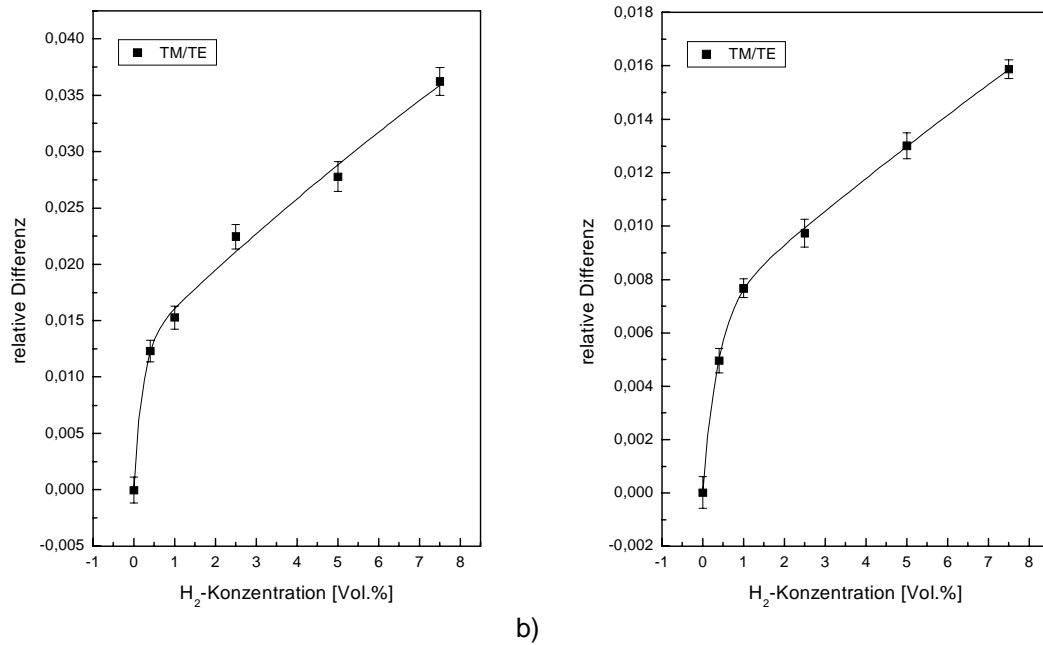 0,040
0,035
0,030
0,025
0,020
0,015
0,010
0,005
0,000
-0,005
relative Differenz
TM/TE
-1 0 1 2 3 4 5 6 7 8
H₂-Konzentration [Vol.%]
0,018
0,016
0,014
0,012
0,010
0,008
0,006
0,004
0,002
0,000
-0,002
relative Differenz
TM/TE
-1 0 1 2 3 4 5 6 7 8
H₂-Konzentration [Vol.%]
b)